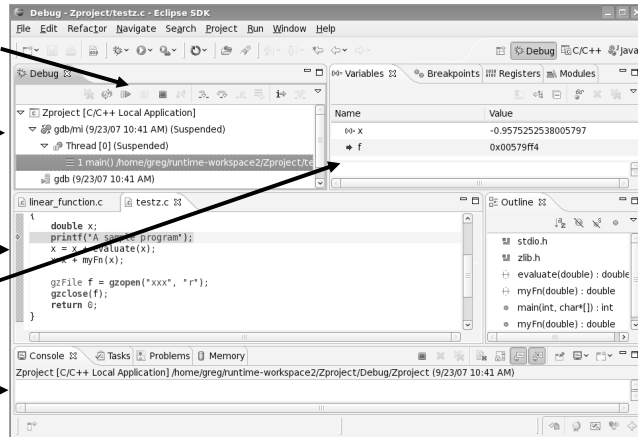 Debug - Zproject/testz.c - Eclipse SDK
File Edit Refactor Navigate Search Project Run Window Help
Debug C/C++ Java
Debug
Variables Breakpoints Registers Modules
Zproject [C/C++ Local Application]
gdb/mi (9/23/07 10:41 AM) (Suspended)
Thread [0] (Suspended)
1 main() /home/greg/runtime-workspace2/Zproject/te
gdb (9/23/07 10:41 AM)
Name Value
x -0.9575252538005797
f 0x00579ff4
linear_function.c testz.c
{
double x;
printf("A sample program");
x = x + evaluate(x);
x + myFn(x);
gzFile f = gzopen("xxx", "r");
gzclose(f);
return 0;
}
Outline
stdio.h
zlib.h
evaluate(double) : double
myFn(double) : double
main(int, char*[]) : int
myFn(double) : double
Console Tasks Problems Memory
Zproject [C/C++ Local Application] /home/greg/runtime-workspace2/Zproject/Debug/Zproject (9/23/07 10:41 AM)